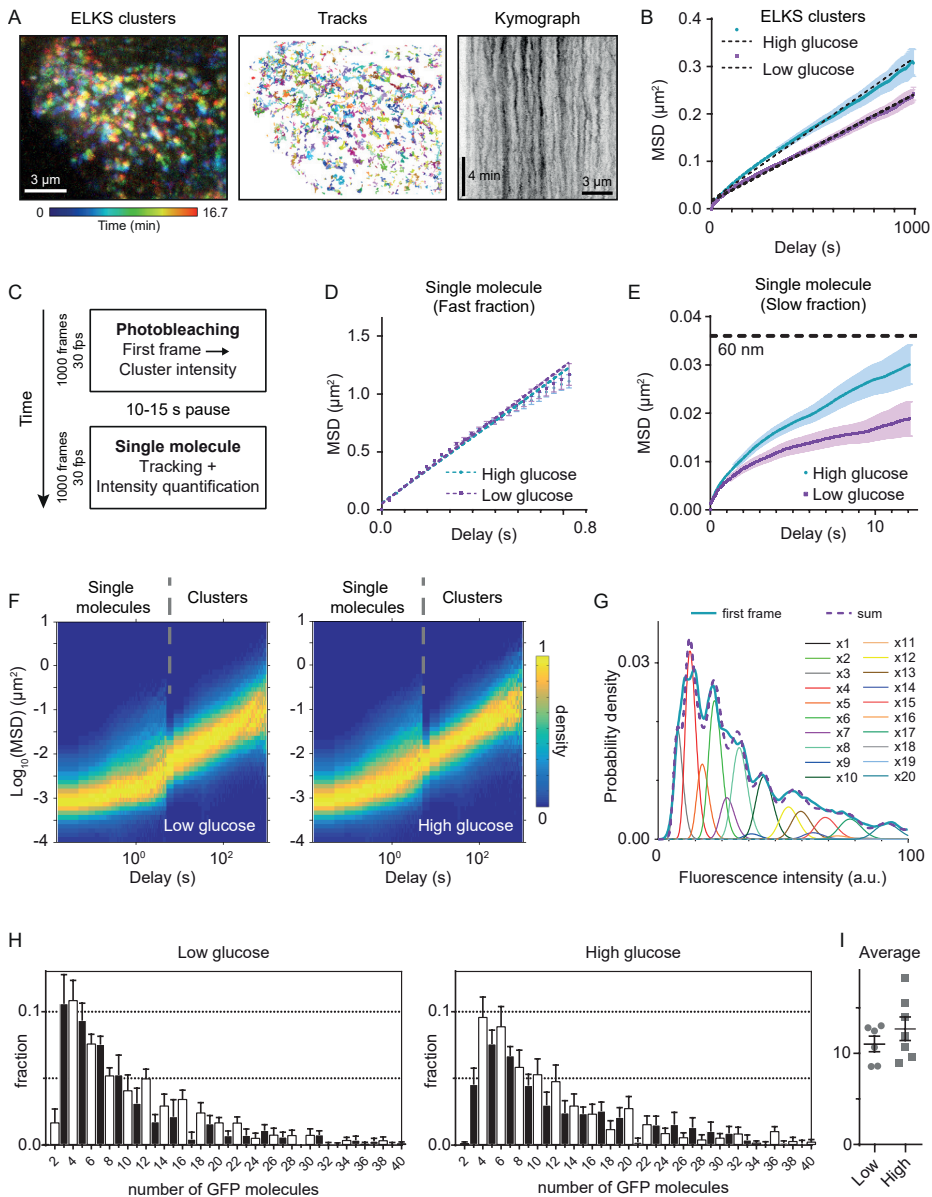 A
ELKS clusters
Tracks
Kymograph
3 µm
0
16.7
Time (min)
4 min
3 µm
B
ELKS clusters
High glucose
Low glucose
MSD (µm²)
0.4
0.3
0.2
0.1
0.0
0
1000
Delay (s)
C
Time
1000 frames
30 fps
Photobleaching
First frame →
Cluster intensity
10-15 s pause
1000 frames
30 fps
Single molecule
Tracking +
Intensity quantification
D
Single molecule
(Fast fraction)
MSD (µm²)
1.5
1.0
0.5
0.0
High glucose
Low glucose
0.0
0.8
Delay (s)
E
Single molecule
(Slow fraction)
MSD (µm²)
0.04
0.03
0.02
0.01
0.00
60 nm
High glucose
Low glucose
0
10
Delay (s)
F
Single
molecules
Clusters
Single
molecules
Clusters
Log₁₀(MSD) (µm²)
1
0
-1
-2
-3
-4
Low glucose
10⁰
10²
Delay (s)
1
0
-1
-2
-3
-4
High glucose
10⁰
10²
Delay (s)
1
density
0
G
first frame
sum
Probability density
0.03
0.00
x1
x2
x3
x4
x5
x6
x7
x8
x9
x10
x11
x12
x13
x14
x15
x16
x17
x18
x19
x20
0
100
Fluorescence intensity (a.u.)
H
Low glucose
fraction
0.1
0.0
2 4 6 8 10 12 14 16 18 20 22 24 26 28 30 32 34 36 38 40
number of GFP molecules
High glucose
fraction
0.1
0.0
2 4 6 8 10 12 14 16 18 20 22 24 26 28 30 32 34 36 38 40
number of GFP molecules
I
Average
10
0
Low
High